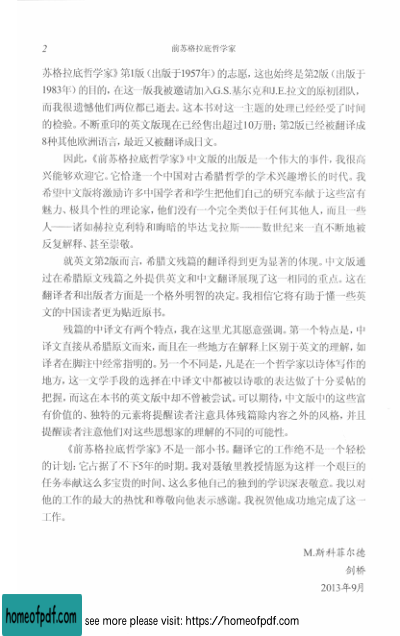 2 前苏格拉底哲学家
苏格拉底哲学家》第1版（出版于1957年）的志愿，这也始终是第2版（出版于
1983年）的目的，在这一版我被邀请加入G.S.基尔克和J.E.拉文的原初团队，
而我很遗憾他们两位都已逝去。这本书对这一主题的处理已经经受了时间
的检验。不断重印的英文版现在已经售出超过10万册；第2版已经被翻译成
8种其他欧洲语言，最近又被翻译成日文。
因此，《前苏格拉底哲学家》中文版的出版是一个伟大的事件。我很高
兴能够欢迎它。它恰逢一个中国对古希腊哲学的学术兴趣增长的时代。我
希望中文版将激励许多中国学者和学生把他们自己的研究奉献于这些富有
魅力、极具个性的理论家，他们没有一个完全类似于任何其他人，而且一些
人——诸如赫拉克利特和晦暗的毕达戈拉斯——数世纪来一直不断地被
反复解释、甚至崇敬。
就英文第2版而言，希腊文残篇的翻译得到更为显著的体现。中文版通
过在希腊原文残篇之外提供英文和中文翻译展现了这一相同的重点。这在
翻译者和出版者方面是一个格外明智的决定。我相信它将有助于懂一些英
文的中国读者更为贴近原书。
残篇的中译文有两个特点，我在这里尤其愿意强调。第一个特点是，中
译文直接从希腊原文而来，而且在一些地方在解释上区别于英文的理解，如
译者在脚注中经常指明的。另一个不同是，凡是在一个哲学家以诗体写作的
地方，这一文学手段的选择在中译文中都被以诗歌的表达做了十分妥帖的
把握，而这在本书的英文版中却不曾被尝试。可以期待，中文版中的这些富
有价值的、独特的元素将提醒读者注意具体残篇除内容之外的风格，并且
提醒读者注意他们对这些思想家的理解的不同的可能性。
《前苏格拉底哲学家》不是一部小书。翻译它的工作绝不是一个轻松
的计划；它占据了不下5年的时期。我对聂敏里教授情愿为这样一个艰巨的
任务奉献这么多宝贵的时间、这么多他自己的独到的学识深表敬意。我以对
他的工作的最大的热忱和尊敬向他表示感谢。我祝贺他成功地完成了这一
工作。
M.斯科菲尔德
剑桥
2013年9月
homeofpdf.com
see more please visit: https://homeofpdf.com